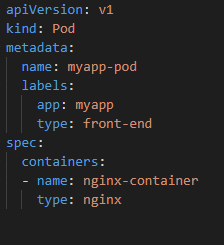 apiVersion: v1
kind: Pod
metadata:
  name: myapp-pod
  labels:
    app: myapp
    type: front-end
spec:
  containers:
  - name: nginx-container
    type: nginx